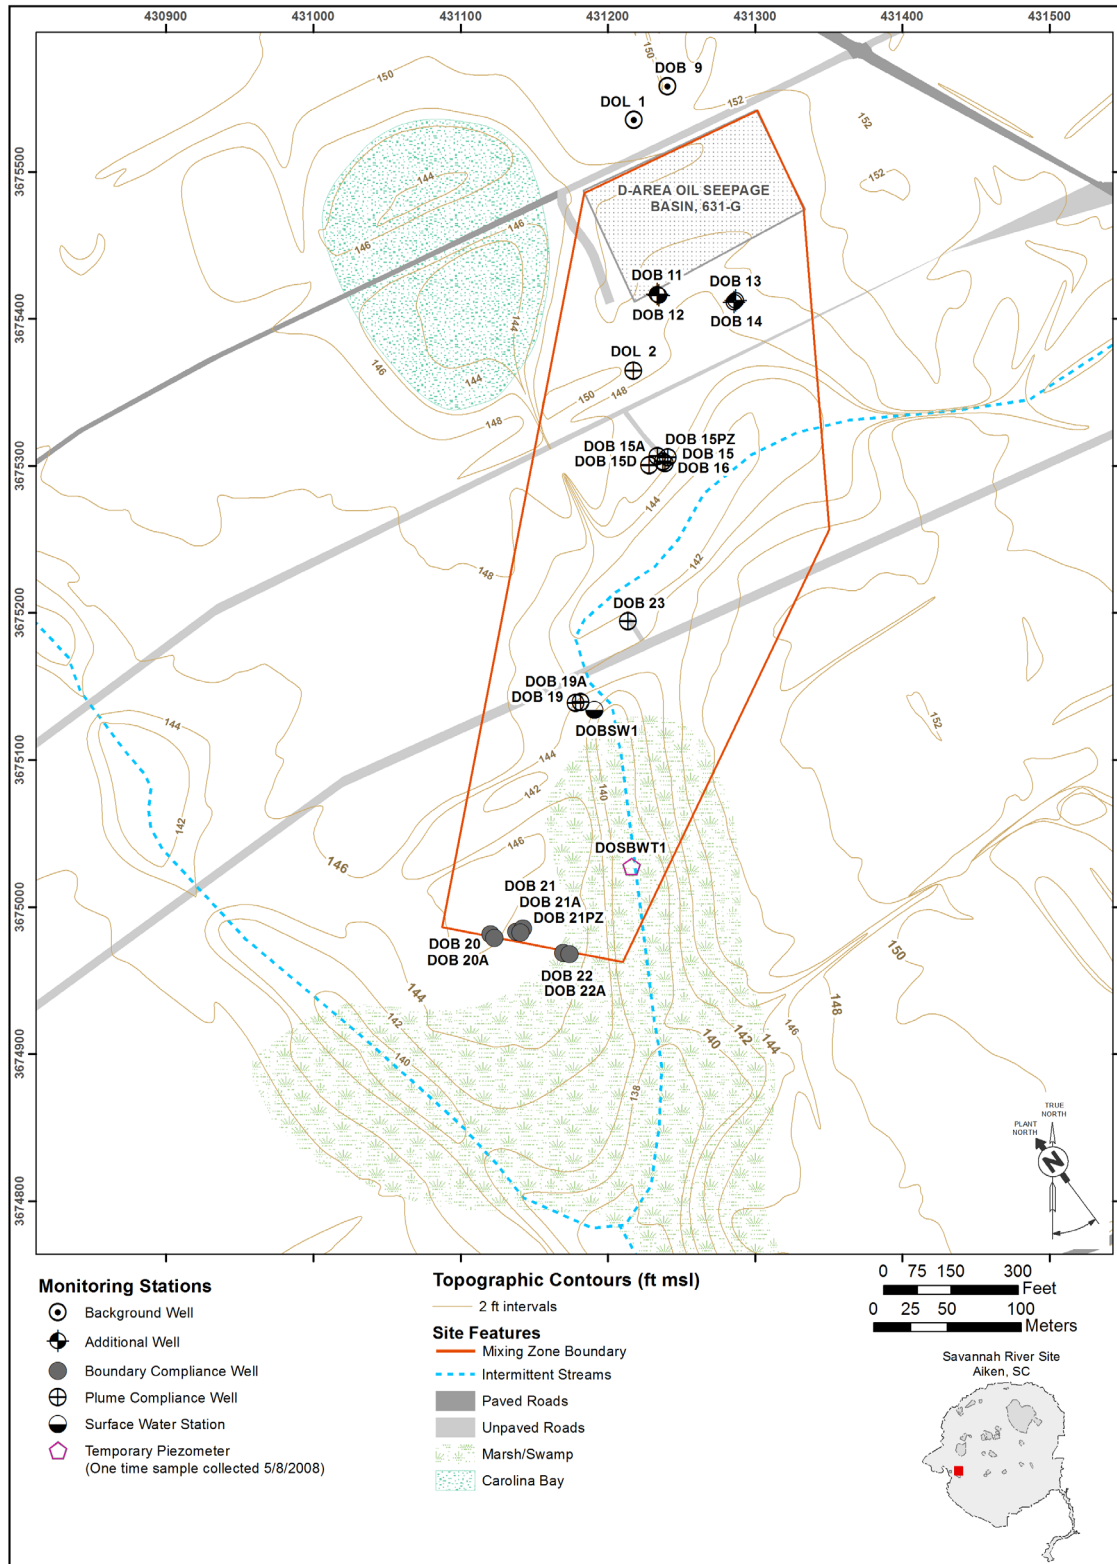 430900 431000 431100 431200 431300 431400 431500
3675500
3675400
3675300
3675200
3675100
3675000
3674900
3674800
150
DOB 9
DOL 1
152
150
152
152
144
D-AREA OIL SEEPAGE
BASIN, 631-G
146
146
DOB 11
DOB 12
DOB 13
DOB 14
144
DOL 2
146
144
150
148
148
DOB 15A
DOB 15D
DOB 15PZ
DOB 15
DOB 16
144
142
148
DOB 23
DOB 19A
DOB 19
DOBSW1
152
144
144
142
140
142
146
146
DOSBWT1
DOB 21
DOB 21A
DOB 21PZ
DOB 20
DOB 20A
DOB 22
DOB 22A
150
148
144
142
140
146
144
142
140
138
TRUE
NORTH
PLANT
NORTH
N
Monitoring Stations
Background Well
Additional Well
Boundary Compliance Well
Plume Compliance Well
Surface Water Station
Temporary Piezometer
(One time sample collected 5/8/2008)
Topographic Contours (ft msl)
2 ft intervals
Site Features
Mixing Zone Boundary
Intermittent Streams
Paved Roads
Unpaved Roads
Marsh/Swamp
Carolina Bay
0 75 150 300
Feet
0 25 50 100
Meters
Savannah River Site
Aiken, SC